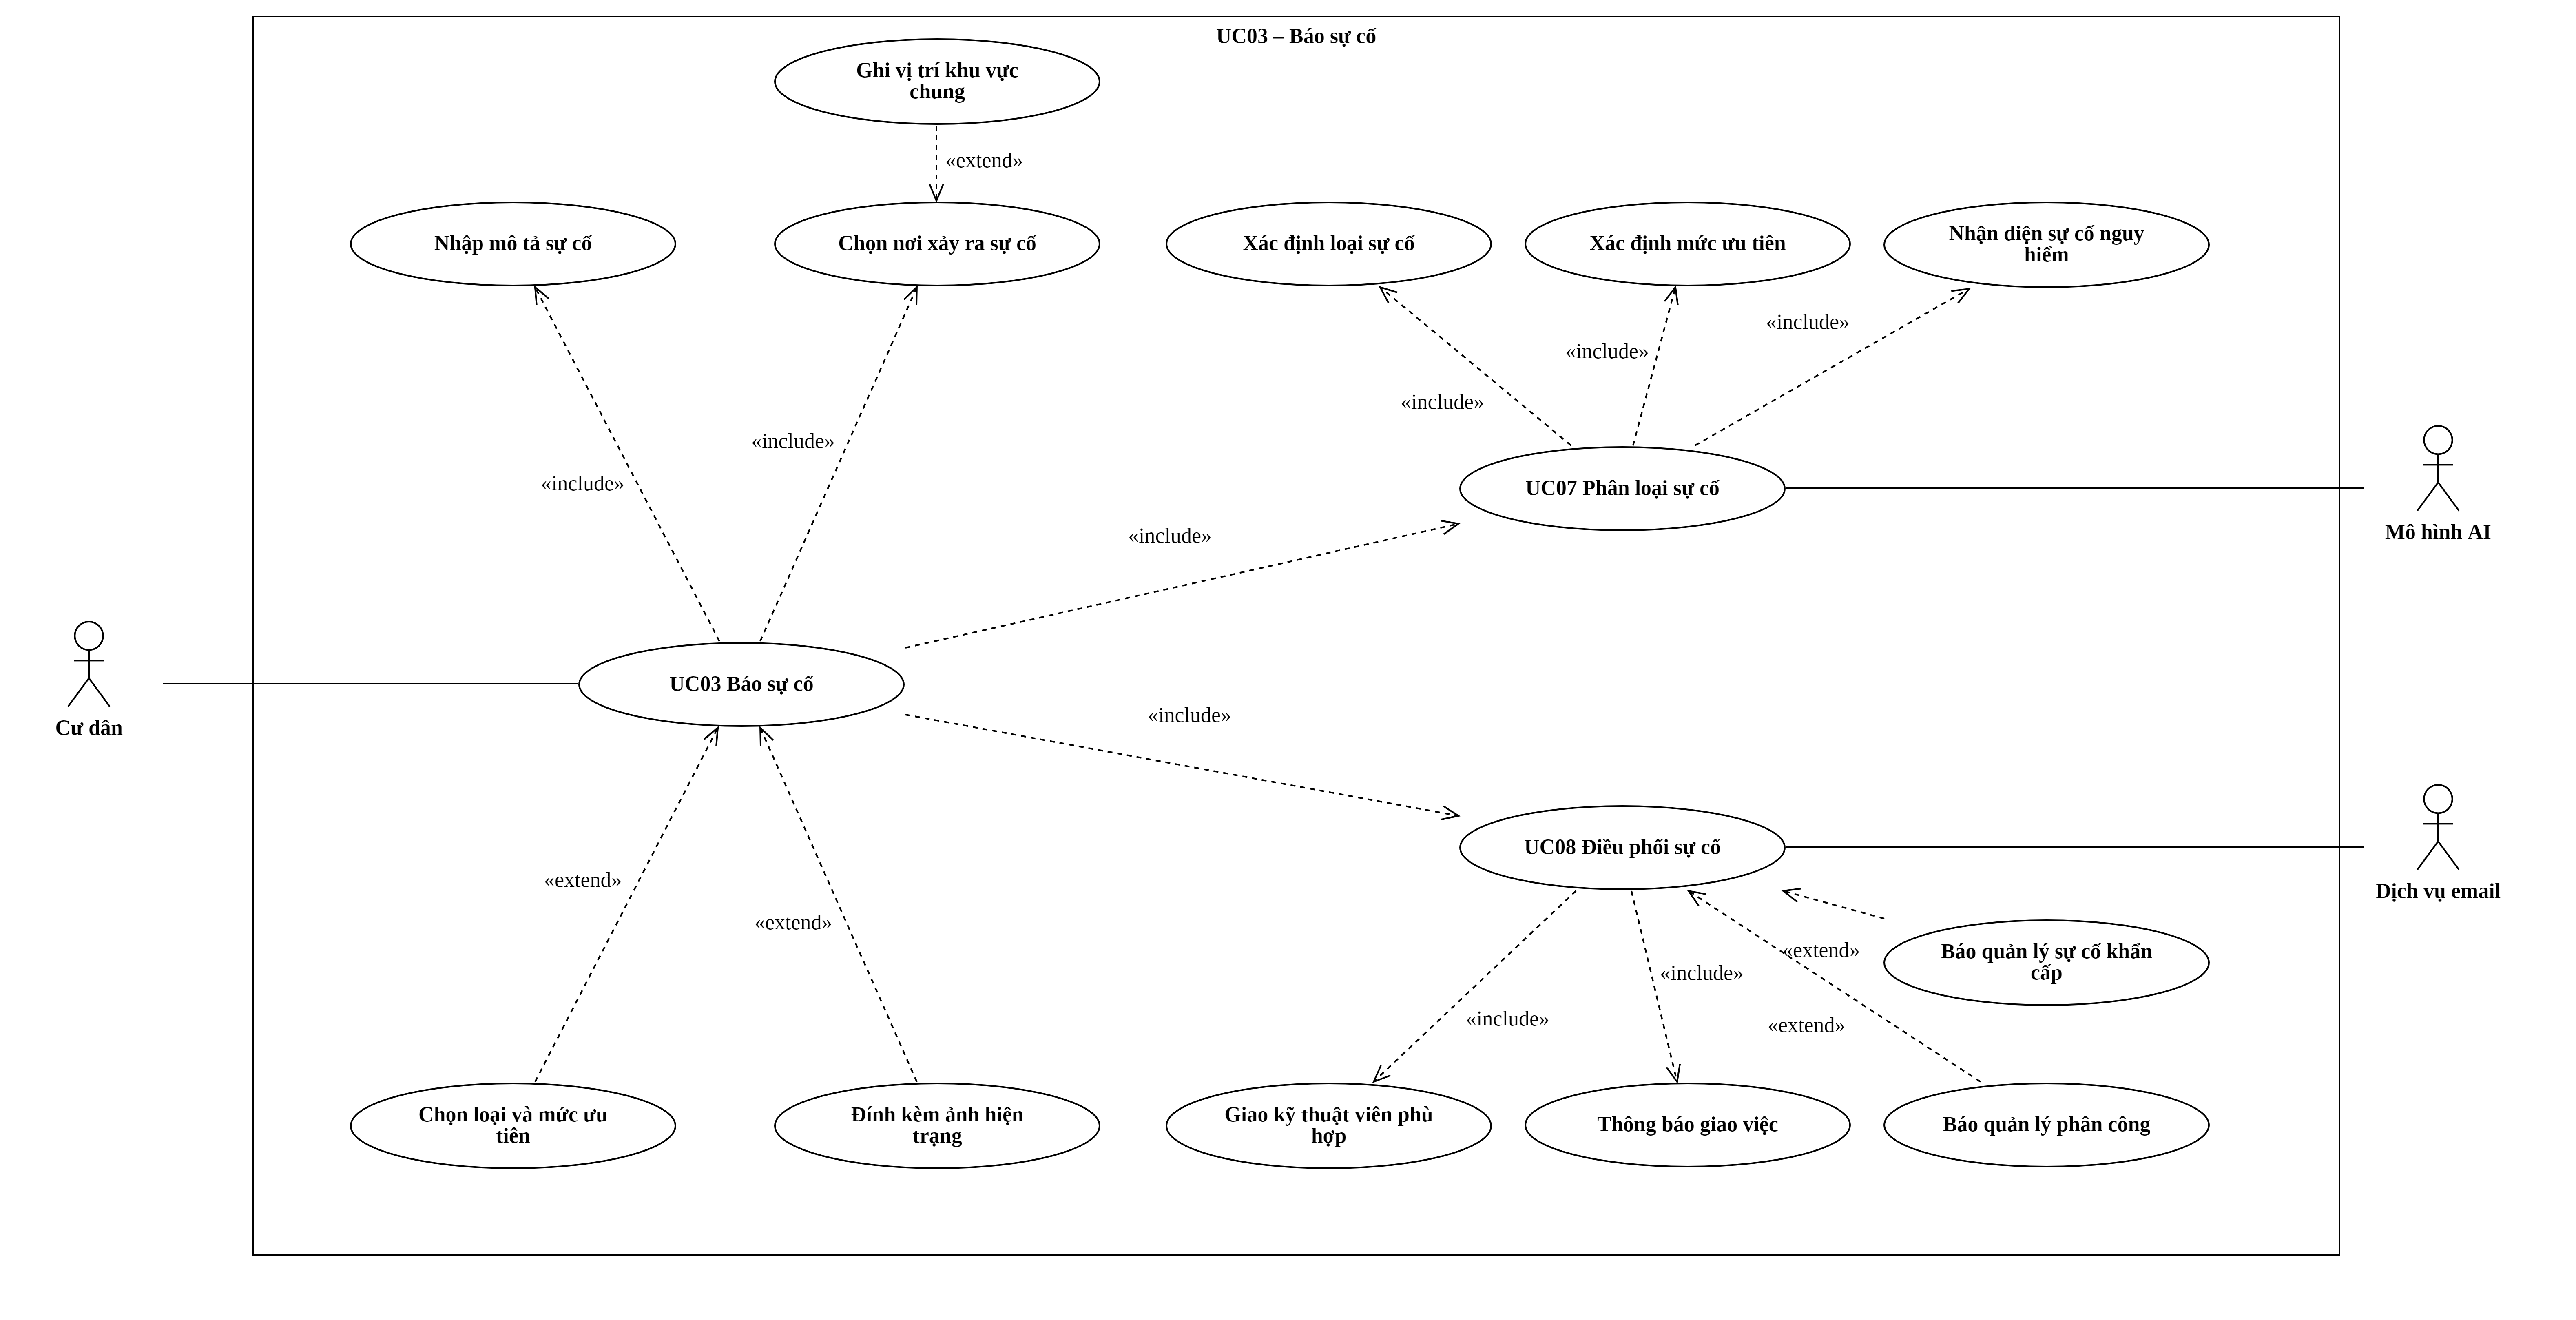 UC03 – Báo sự cố
Ghi vị trí khu vực
chung
«extend»
Nhập mô tả sự cố
Chọn nơi xảy ra sự cố
Xác định loại sự cố
Xác định mức ưu tiên
Nhận diện sự cố nguy
hiểm
«include»
«include»
«include»
«include»
«include»
UC07 Phân loại sự cố
Mô hình AI
«include»
UC03 Báo sự cố
Cư dân
«include»
UC08 Điều phối sự cố
Dịch vụ email
«extend»
«extend»
«extend»
«include»
«include»
«extend»
Báo quản lý sự cố khẩn
cấp
Chọn loại và mức ưu
tiên
Đính kèm ảnh hiện
trạng
Giao kỹ thuật viên phù
hợp
Thông báo giao việc
Báo quản lý phân công